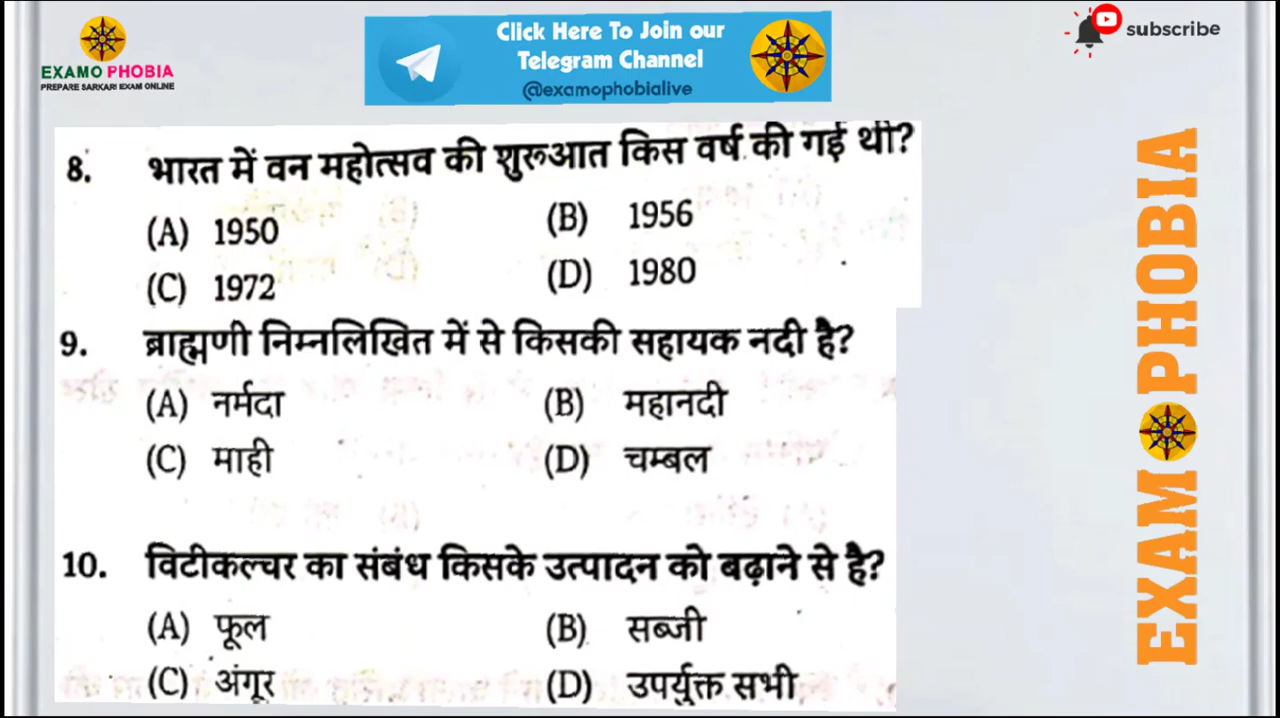 EXAMO PHOBIA
PREPARE SARKARI EXAM ONLINE
Click Here To Join our
Telegram Channel
@examophobialive
subscribe
8. भारत में वन महोत्सव की शुरूआत किस वर्ष की गई थी?
(A) 1950 (B) 1956
(C) 1972 (D) 1980
9. ब्राह्मणी निम्नलिखित में से किसकी सहायक नदी है?
(A) नर्मदा (B) महानदी
(C) माही (D) चम्बल
10. विटीकल्चर का संबंध किसके उत्पादन को बढ़ाने से है?
(A) फूल (B) सब्जी
(C) अंगूर (D) उपर्युक्त सभी
EXAM PHOBIA